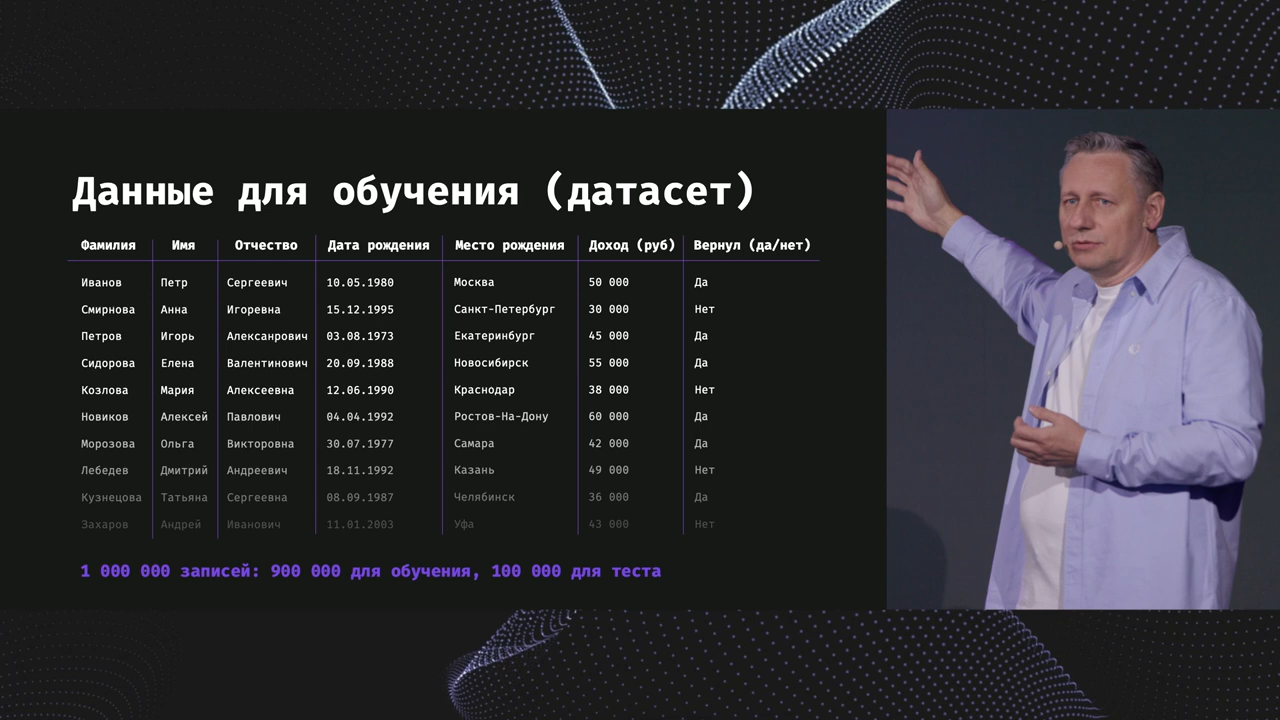 Данные для обучения (датасет)
Фамилия Имя Отчество Дата рождения Место рождения Доход (руб) Вернул (да/нет)
Иванов Петр Сергеевич 10.05.1980 Москва 50 000 Да
Смирнова Анна Игоревна 15.12.1995 Санкт-Петербург 30 000 Нет
Петров Игорь Алексанрович 03.08.1973 Екатеринбург 45 000 Да
Сидорова Елена Валентинович 20.09.1988 Новосибирск 55 000 Да
Козлова Мария Алексеевна 12.06.1990 Краснодар 38 000 Нет
Новиков Алексей Павлович 04.04.1992 Ростов-На-Дону 60 000 Да
Морозова Ольга Викторовна 30.07.1977 Самара 42 000 Да
Лебедев Дмитрий Андреевич 18.11.1992 Казань 49 000 Нет
Кузнецова Татьяна Сергеевна 08.09.1987 Челябинск 36 000 Да
Захаров Андрей Иванович 11.01.2003 Уфа 43 000 Нет
1 000 000 записей: 900 000 для обучения, 100 000 для теста